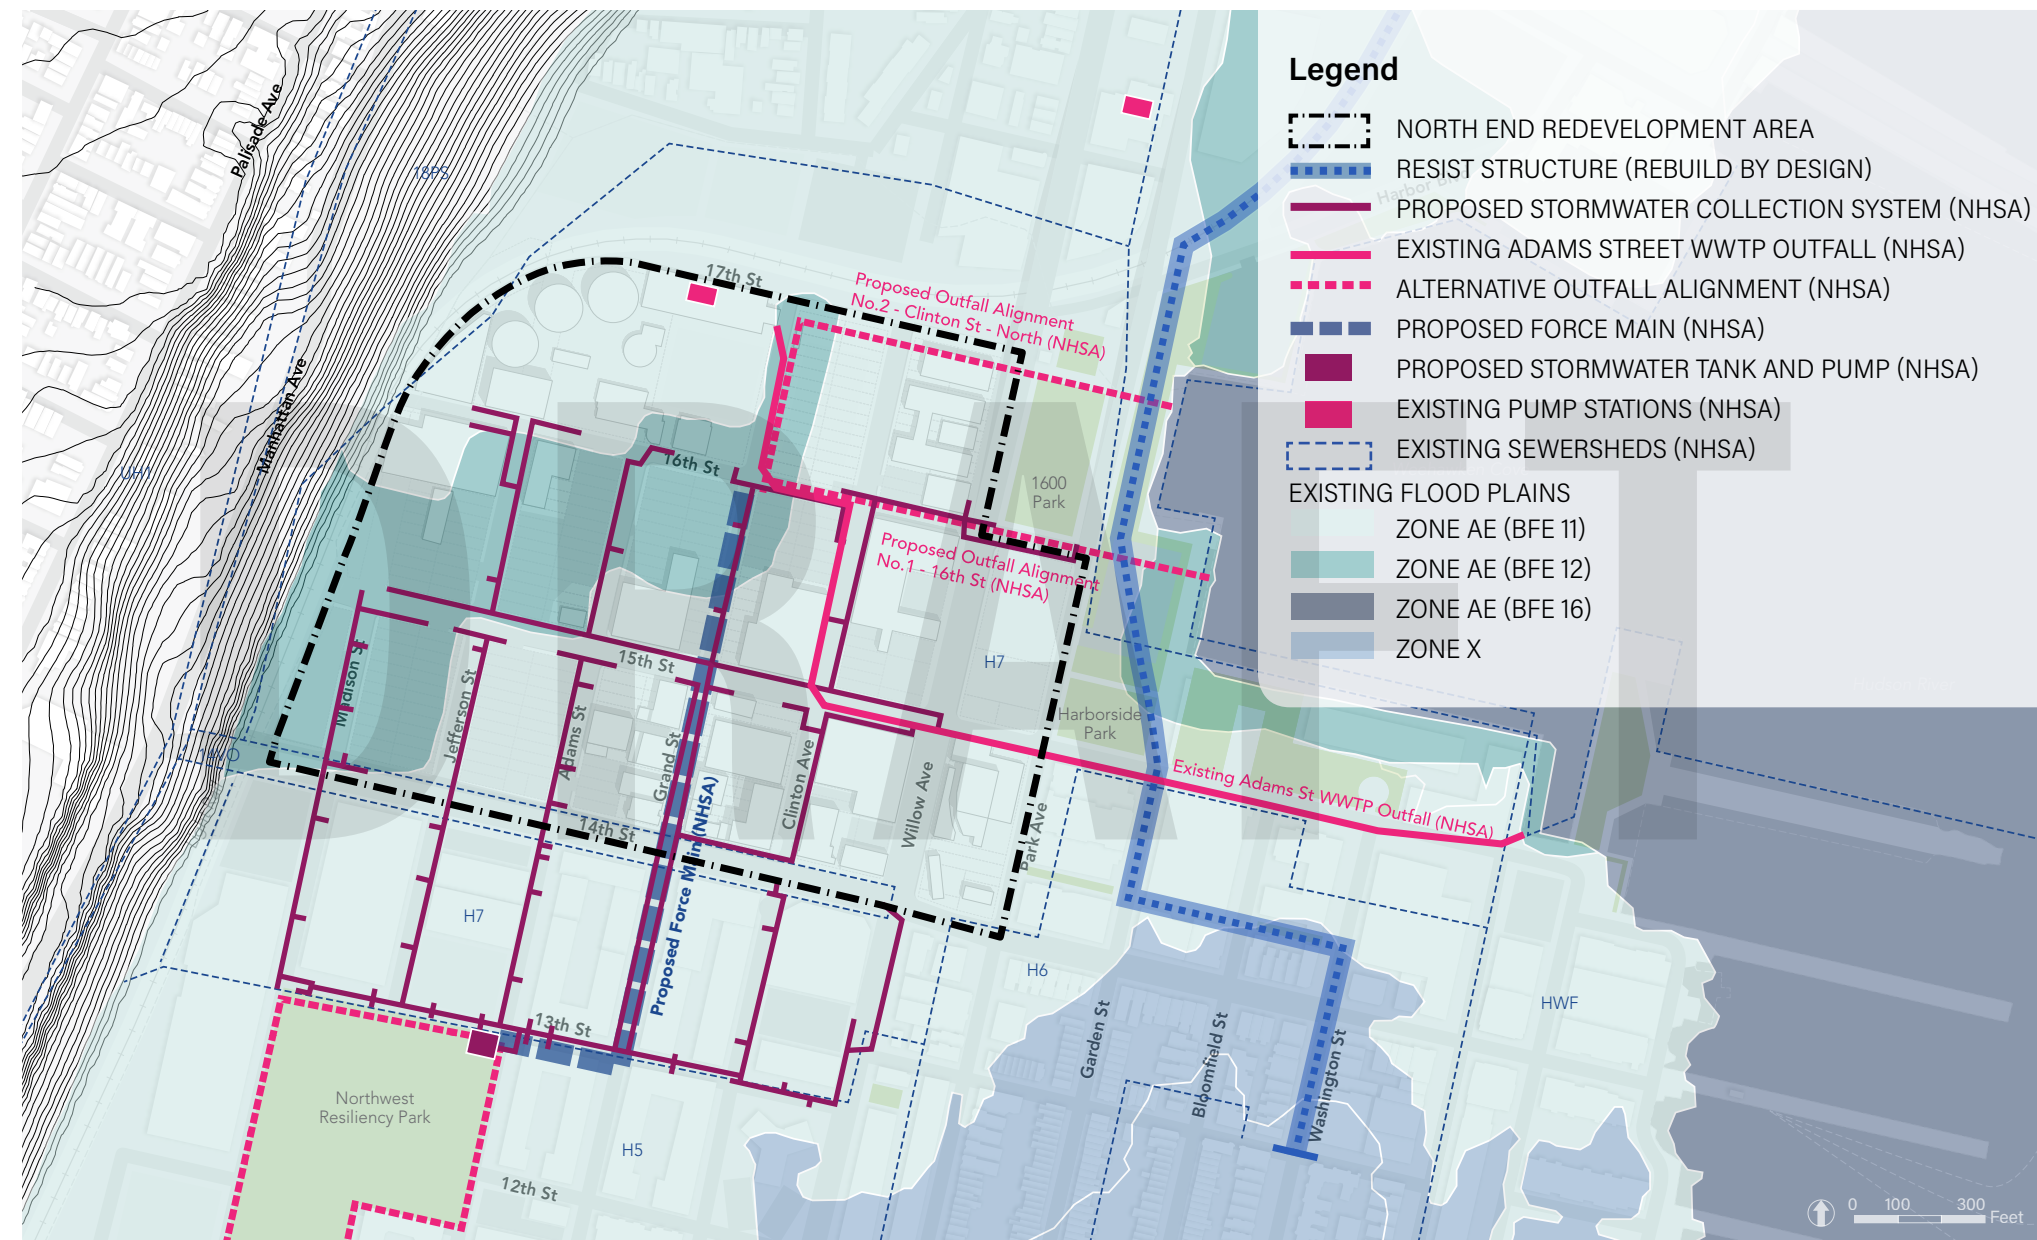 Legend
NORTH END REDEVELOPMENT AREA
RESIST STRUCTURE (REBUILD BY DESIGN)
PROPOSED STORMWATER COLLECTION SYSTEM (NHSA)
EXISTING ADAMS STREET WWTP OUTFALL (NHSA)
ALTERNATIVE OUTFALL ALIGNMENT (NHSA)
PROPOSED FORCE MAIN (NHSA)
PROPOSED STORMWATER TANK AND PUMP (NHSA)
EXISTING PUMP STATIONS (NHSA)
EXISTING SEWERSHEDS (NHSA)
EXISTING FLOOD PLAINS
ZONE AE (BFE 11)
ZONE AE (BFE 12)
ZONE AE (BFE 16)
ZONE X
Palisade Ave
18PS
Manhattan Ave
UH1
17th St
Proposed Outfall Alignment
No.2 - Clinton St - North (NHSA)
Harbor
16th St
1600
Park
Proposed Outfall Alignment
No.1 - 16th St (NHSA)
DRAFT
15th St
H7
Madison St
Jefferson St
Adams St
Grand St
Clinton Ave
Willow Ave
Park Ave
Harborside
Park
Existing Adams St WWTP Outfall (NHSA)
14th St
Proposed Force Main (NHSA)
H7
H6
HWF
13th St
Garden St
Bloomfield St
Washington St
Northwest
Resiliency Park
H5
12th St
0 100 300
Feet